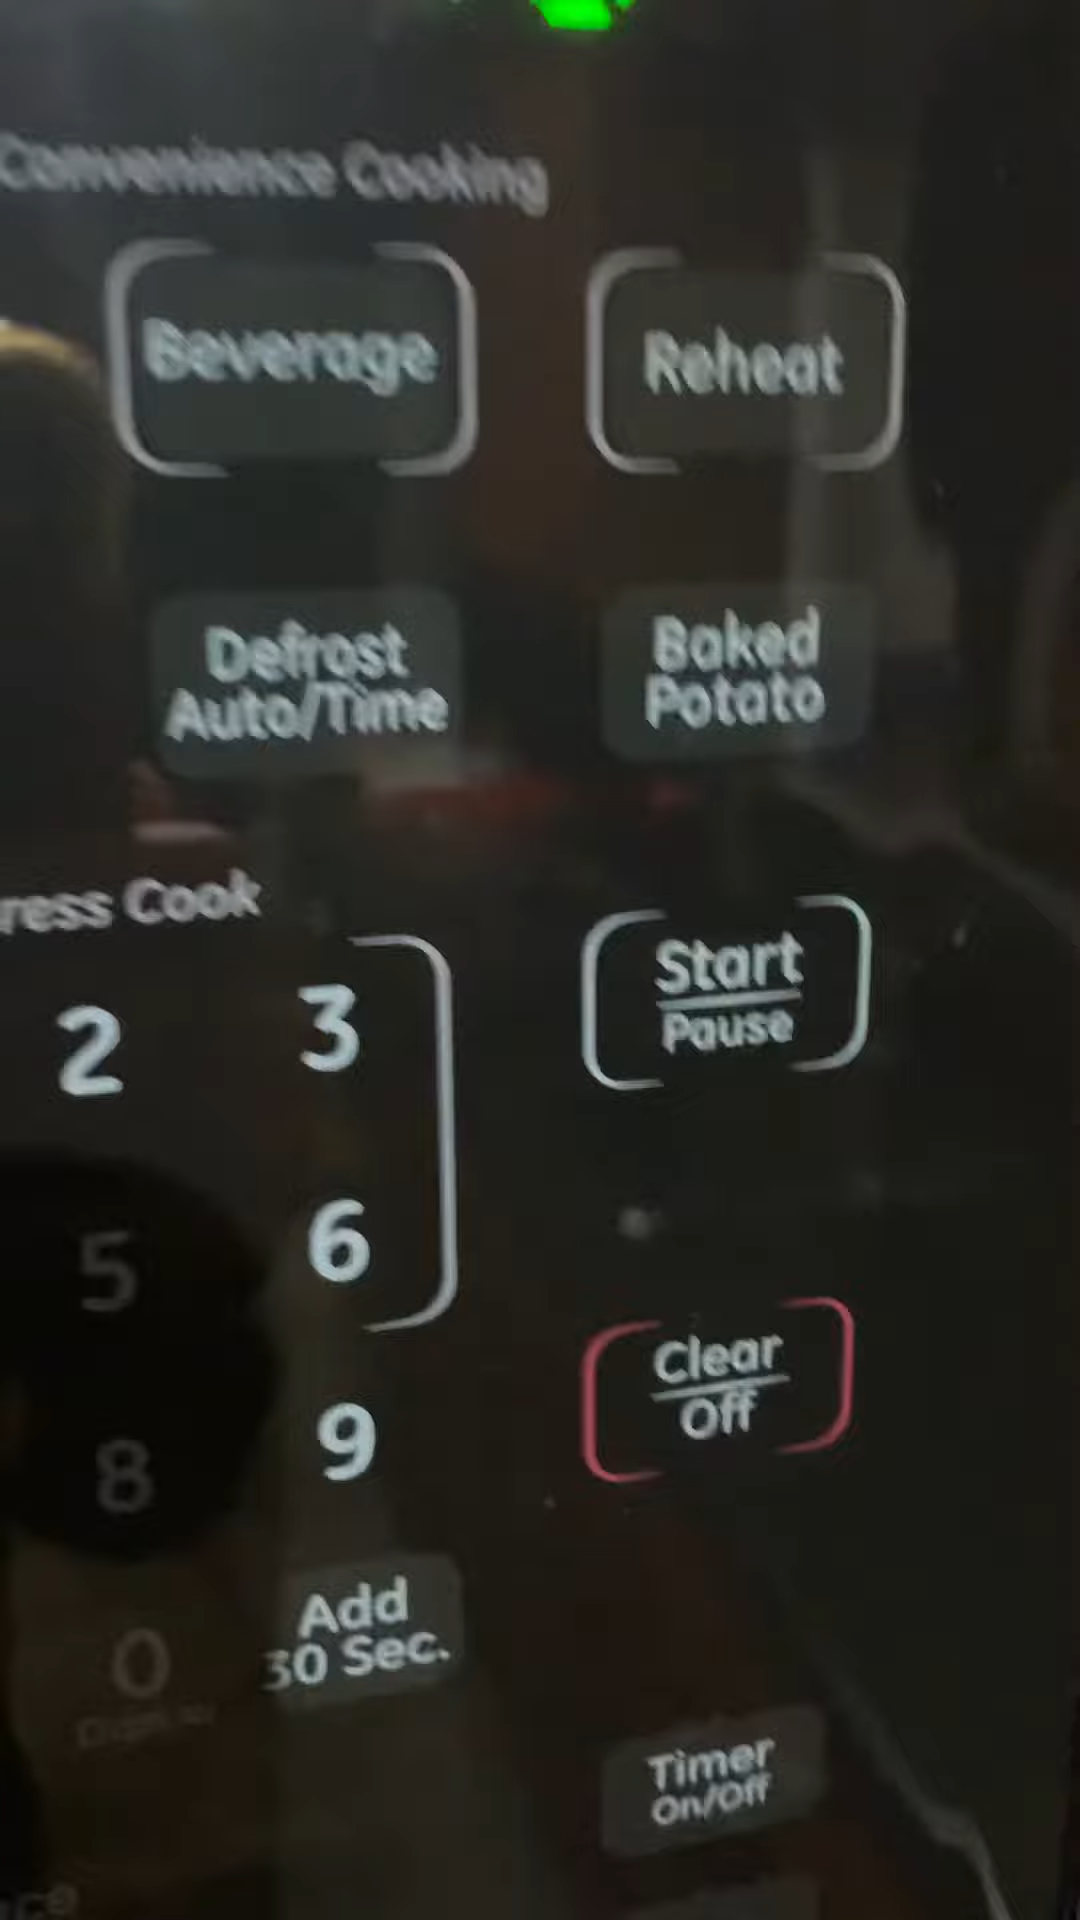 Convenience Cooking
Beverage
Reheat
Defrost
Auto/Time
Baked
Potato
ress Cook
2
3
Start
Pause
5
6
Clear
Off
8
9
Add
30 Sec.
0
Timer
On/Off